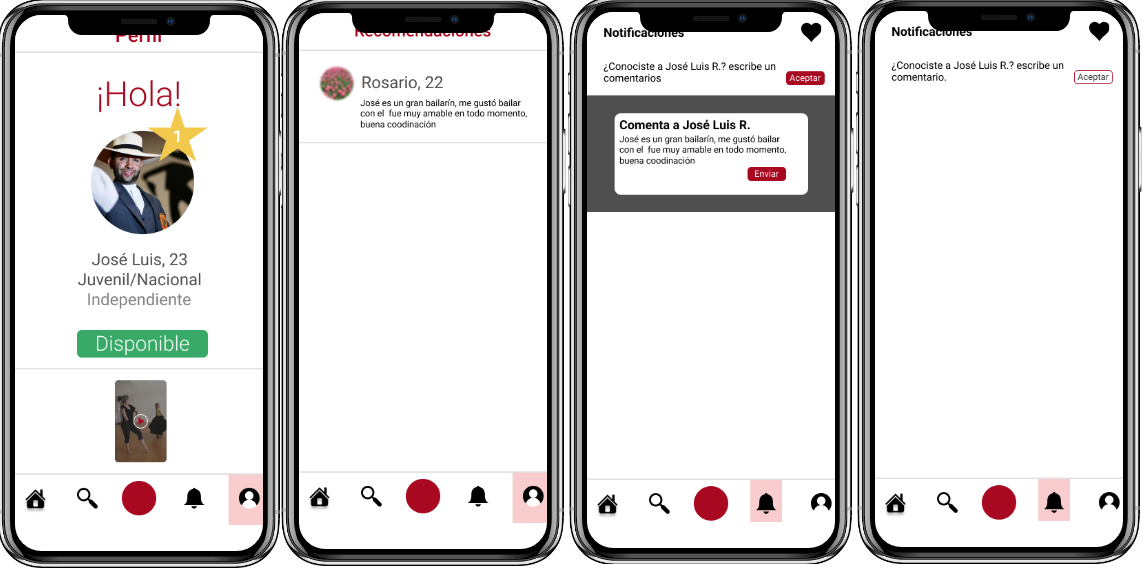 Perfil
¡Hola!
1
José Luis, 23
Juvenil/Nacional
Independiente
Disponible
Recomendaciones
Rosario, 22
José es un gran bailarín, me gustó bailar
con el  fue muy amable en todo momento,
buena coodinación
Notificaciones
¿Conociste a José Luis R.? escribe un
comentarios
Aceptar
Comenta a José Luis R.
José es un gran bailarín, me gustó bailar
con el  fue muy amable en todo momento,
buena coodinación
Enviar
Notificaciones
¿Conociste a José Luis R.? escribe un
comentario.
Aceptar